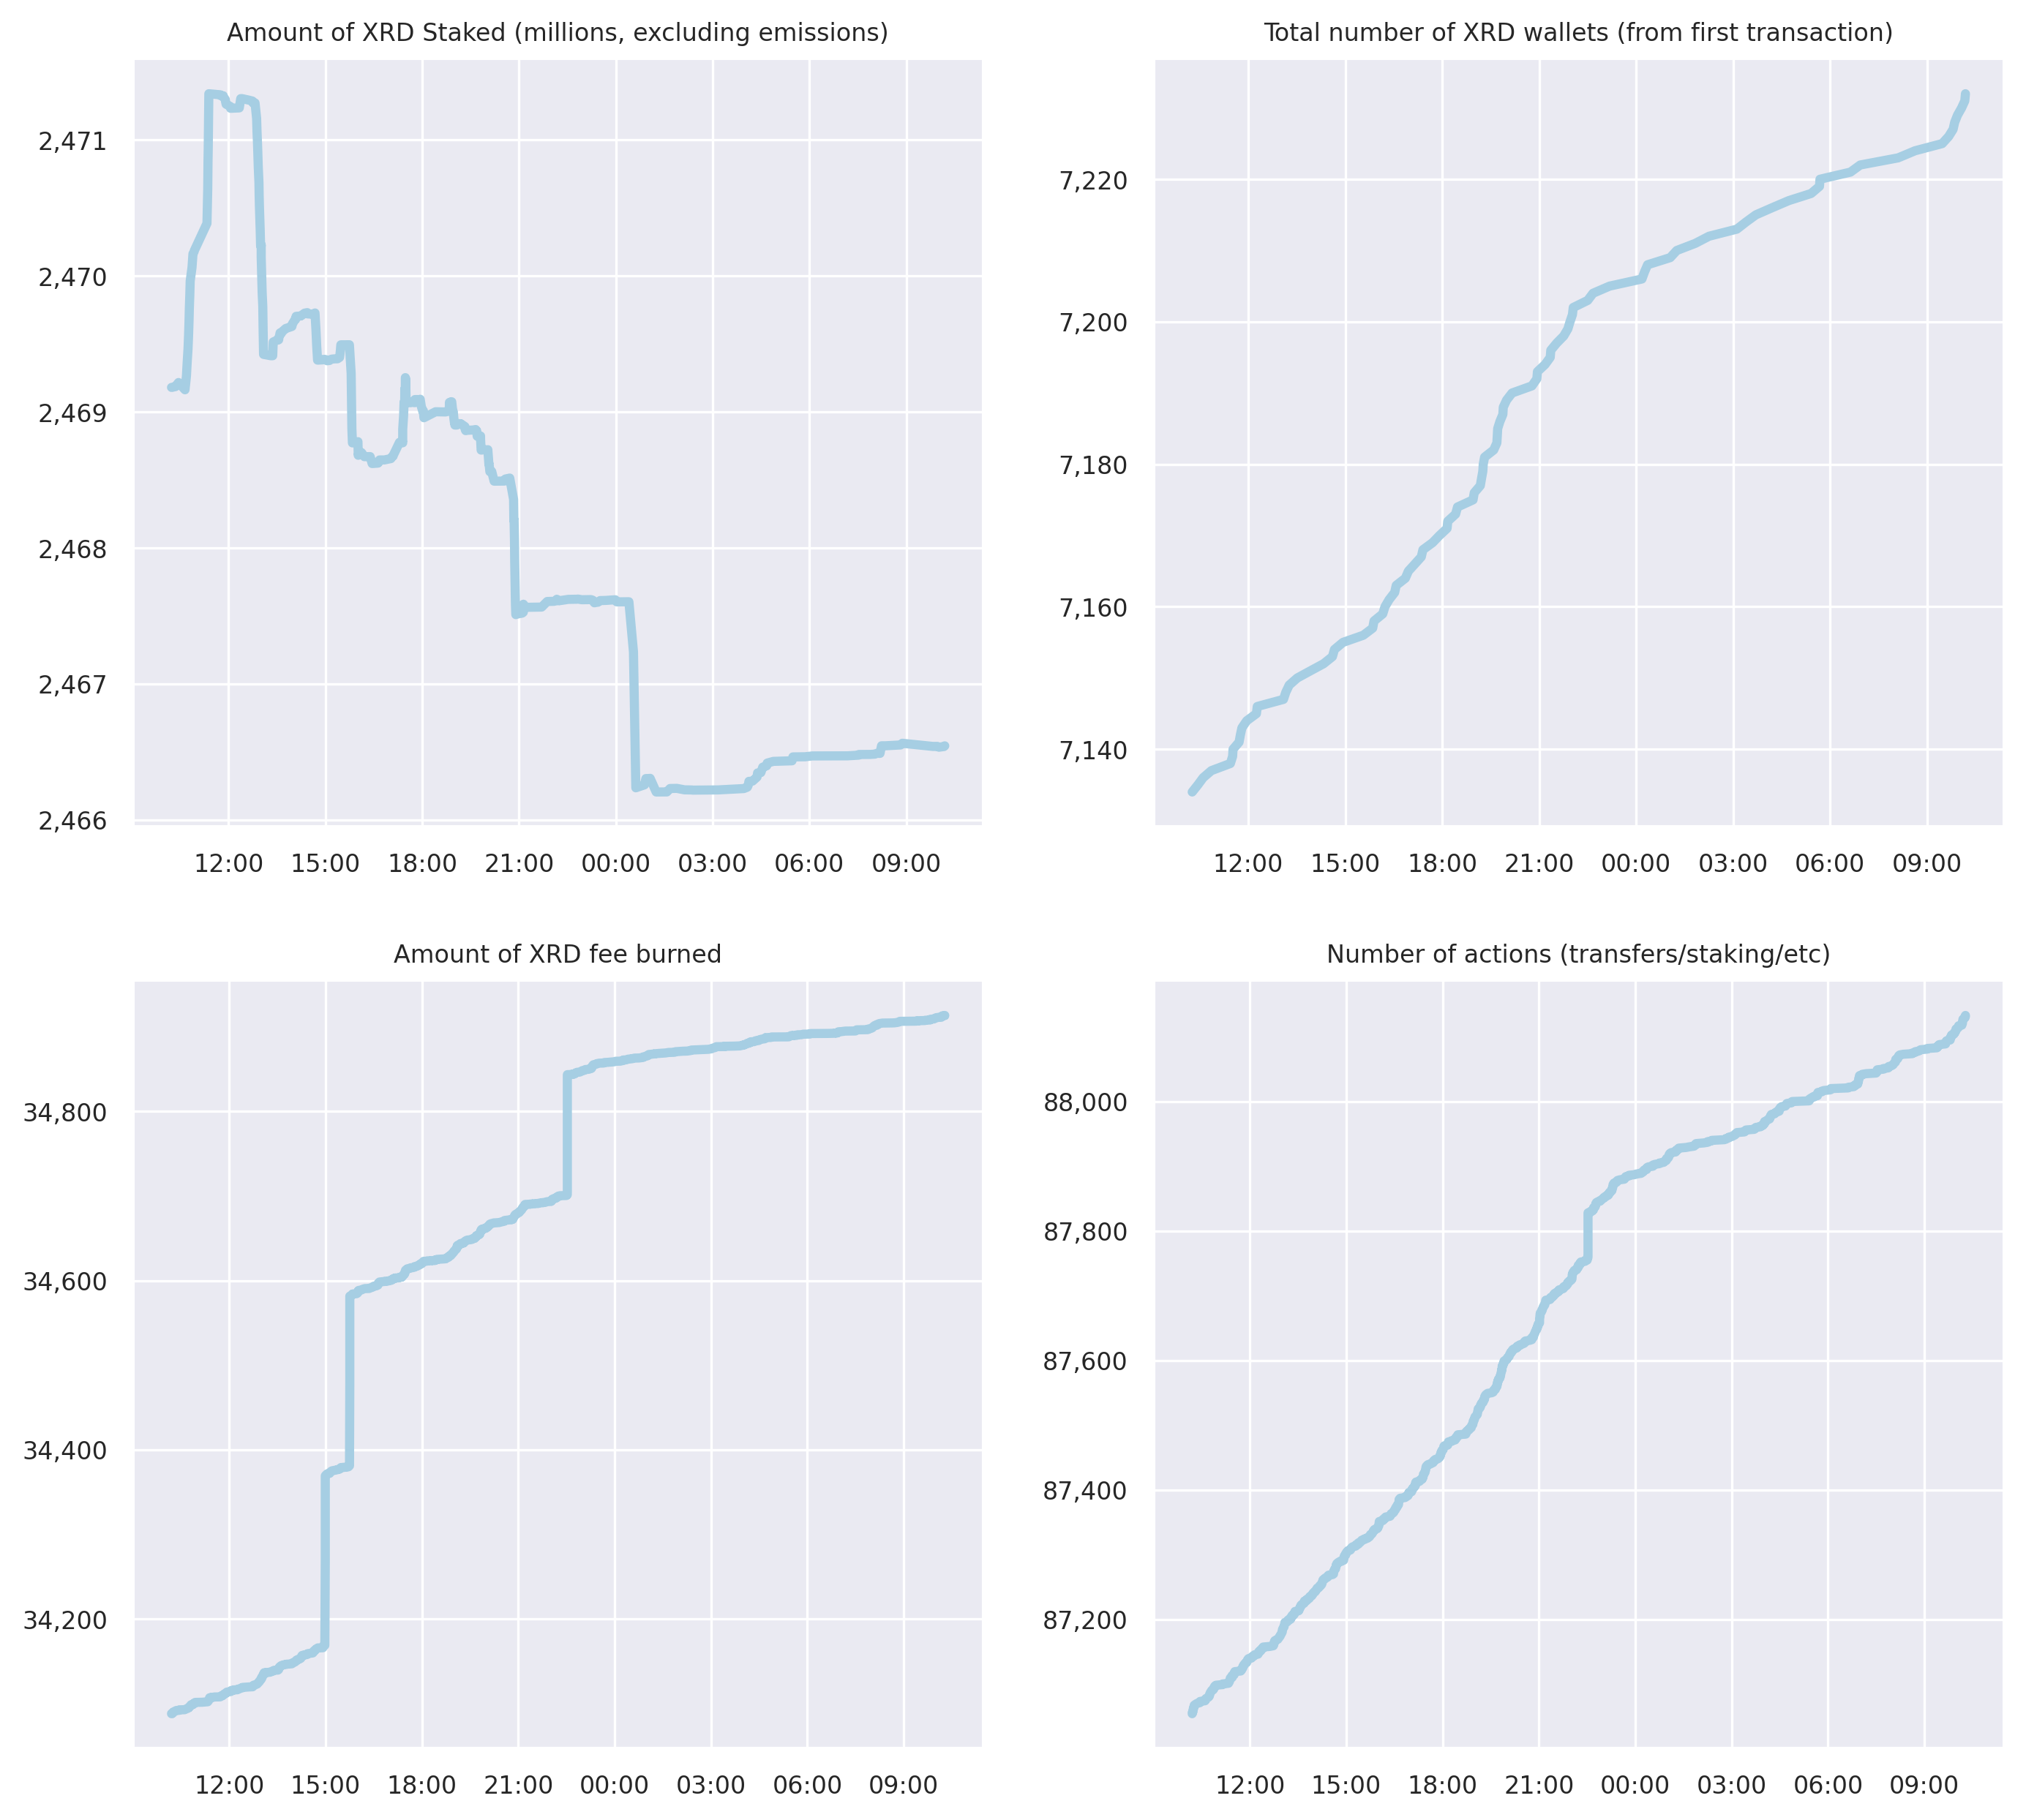 Amount of XRD Staked (millions, excluding emissions)
2,471
2,470
2,469
2,468
2,467
2,466
12:00 15:00 18:00 21:00 00:00 03:00 06:00 09:00
Total number of XRD wallets (from first transaction)
7,220
7,200
7,180
7,160
7,140
12:00 15:00 18:00 21:00 00:00 03:00 06:00 09:00
Amount of XRD fee burned
34,800
34,600
34,400
34,200
12:00 15:00 18:00 21:00 00:00 03:00 06:00 09:00
Number of actions (transfers/staking/etc)
88,000
87,800
87,600
87,400
87,200
12:00 15:00 18:00 21:00 00:00 03:00 06:00 09:00